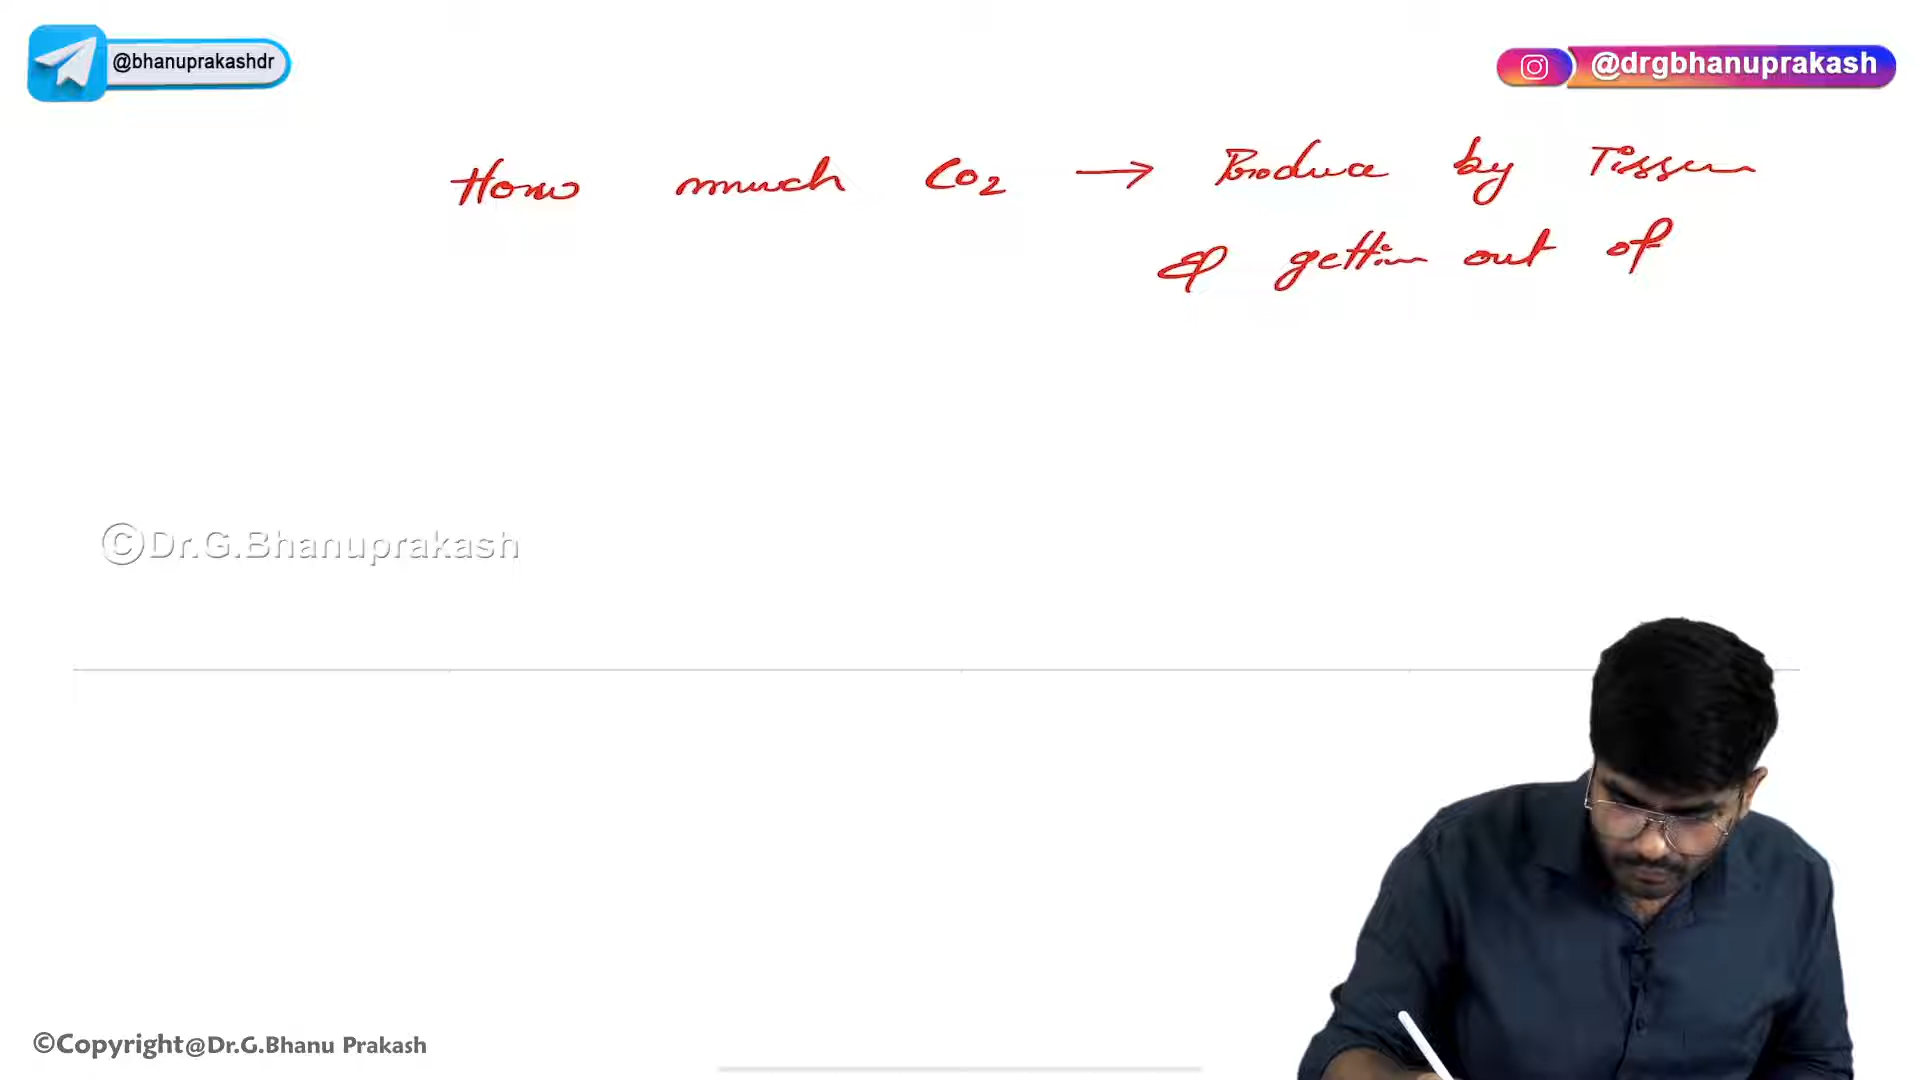 @bhanuprakashdr
@drgbhanuprakash
How much CO2 → Produce by Tissue
& getting out of
©Dr.G.Bhanuprakash
©Copyright@Dr.G.Bhanu Prakash